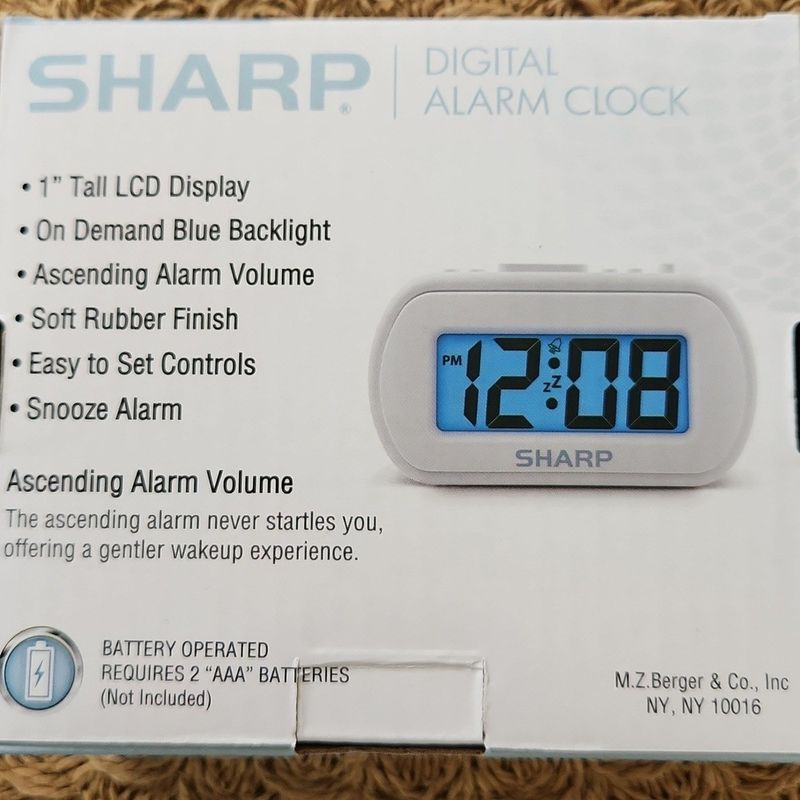 SHARP®
DIGITAL
ALARM CLOCK
• 1” Tall LCD Display
• On Demand Blue Backlight
• Ascending Alarm Volume
• Soft Rubber Finish
• Easy to Set Controls
• Snooze Alarm
PM 12:08
zZ
SHARP
Ascending Alarm Volume
The ascending alarm never startles you,
offering a gentler wakeup experience.
BATTERY OPERATED
REQUIRES 2 “AAA” BATTERIES
(Not Included)
M.Z.Berger & Co., Inc
NY, NY 10016